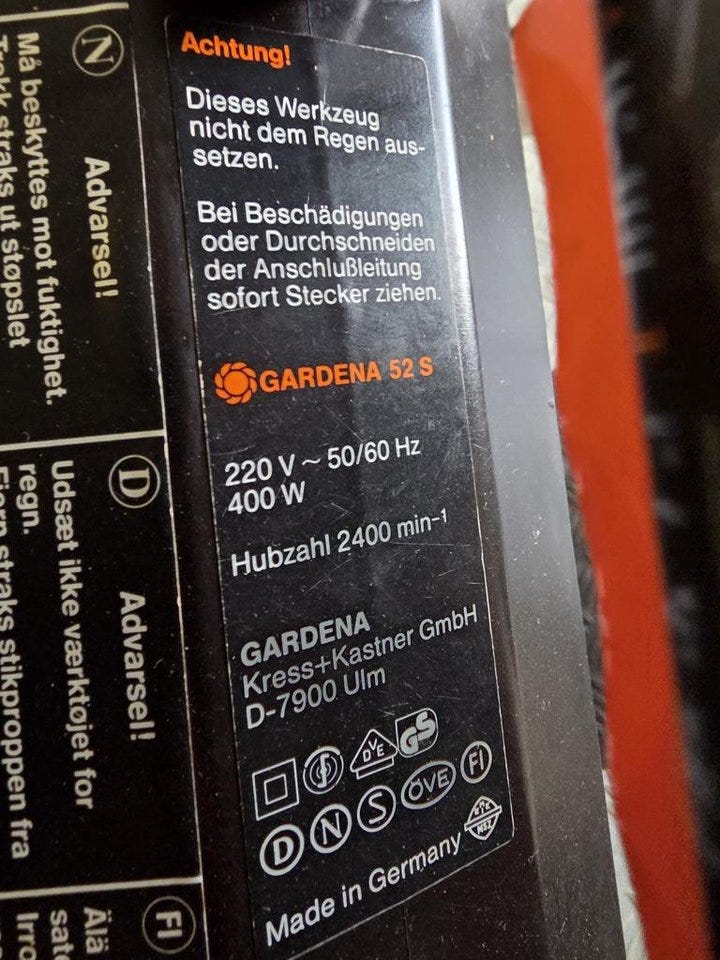 Achtung!
Dieses Werkzeug
nicht dem Regen aus-
setzen.
Bei Beschädigungen
oder Durchschneiden
der Anschlußleitung
sofort Stecker ziehen.
GARDENA 52 S
220 V ~ 50/60 Hz
400 W
Hubzahl 2400 min⁻¹
GARDENA
Kress+Kastner GmbH
D-7900 Ulm
DVE GS
D N S ÖVE FI
Made in Germany
N
Advarsel!
Må beskyttes mot fuktighet.
Trekk straks ut støpslet
D
Advarsel!
Udsæt ikke værktøjet for
regn.
Fjern straks stikproppen fra
FI
Älä